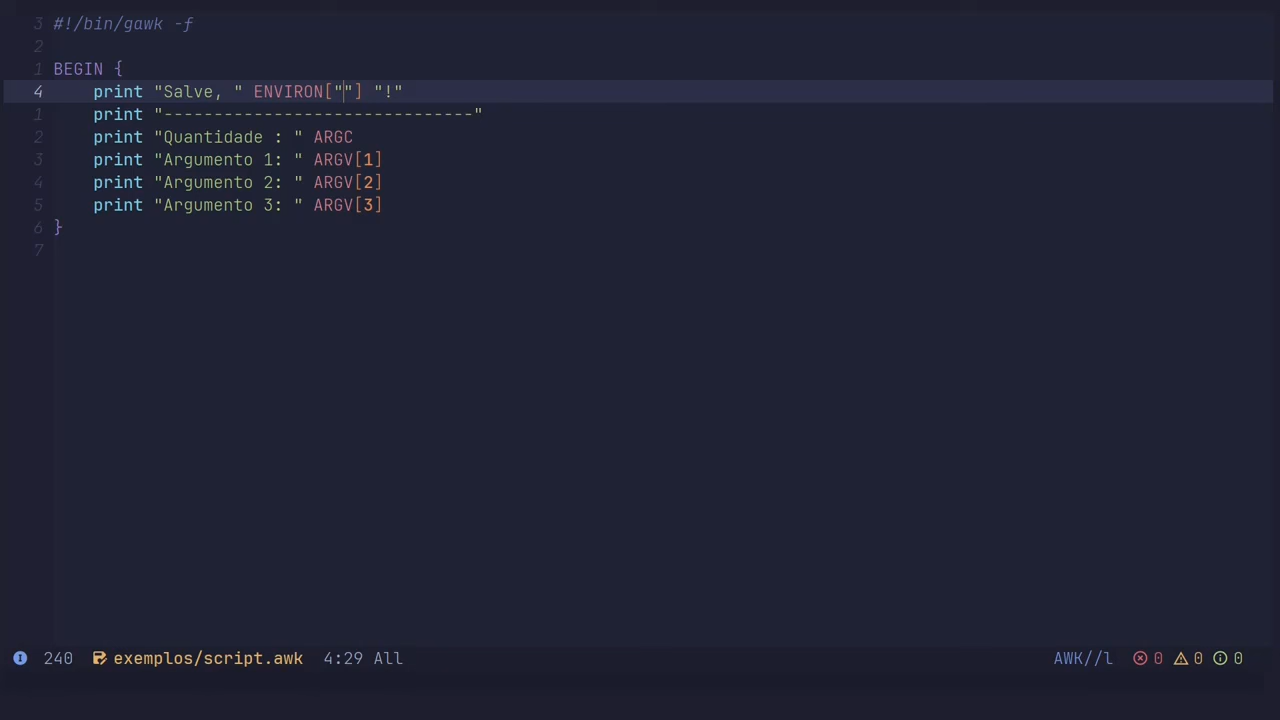 3 #!/bin/gawk -f
2
1 BEGIN {
4 print "Salve, " ENVIRON[""] "!"
1 print "-------------------------------"
2 print "Quantidade : " ARGC
3 print "Argumento 1: " ARGV[1]
4 print "Argumento 2: " ARGV[2]
5 print "Argumento 3: " ARGV[3]
6 }
7
I 240 exemplos/script.awk 4:29 All AWK//l 0 0 0